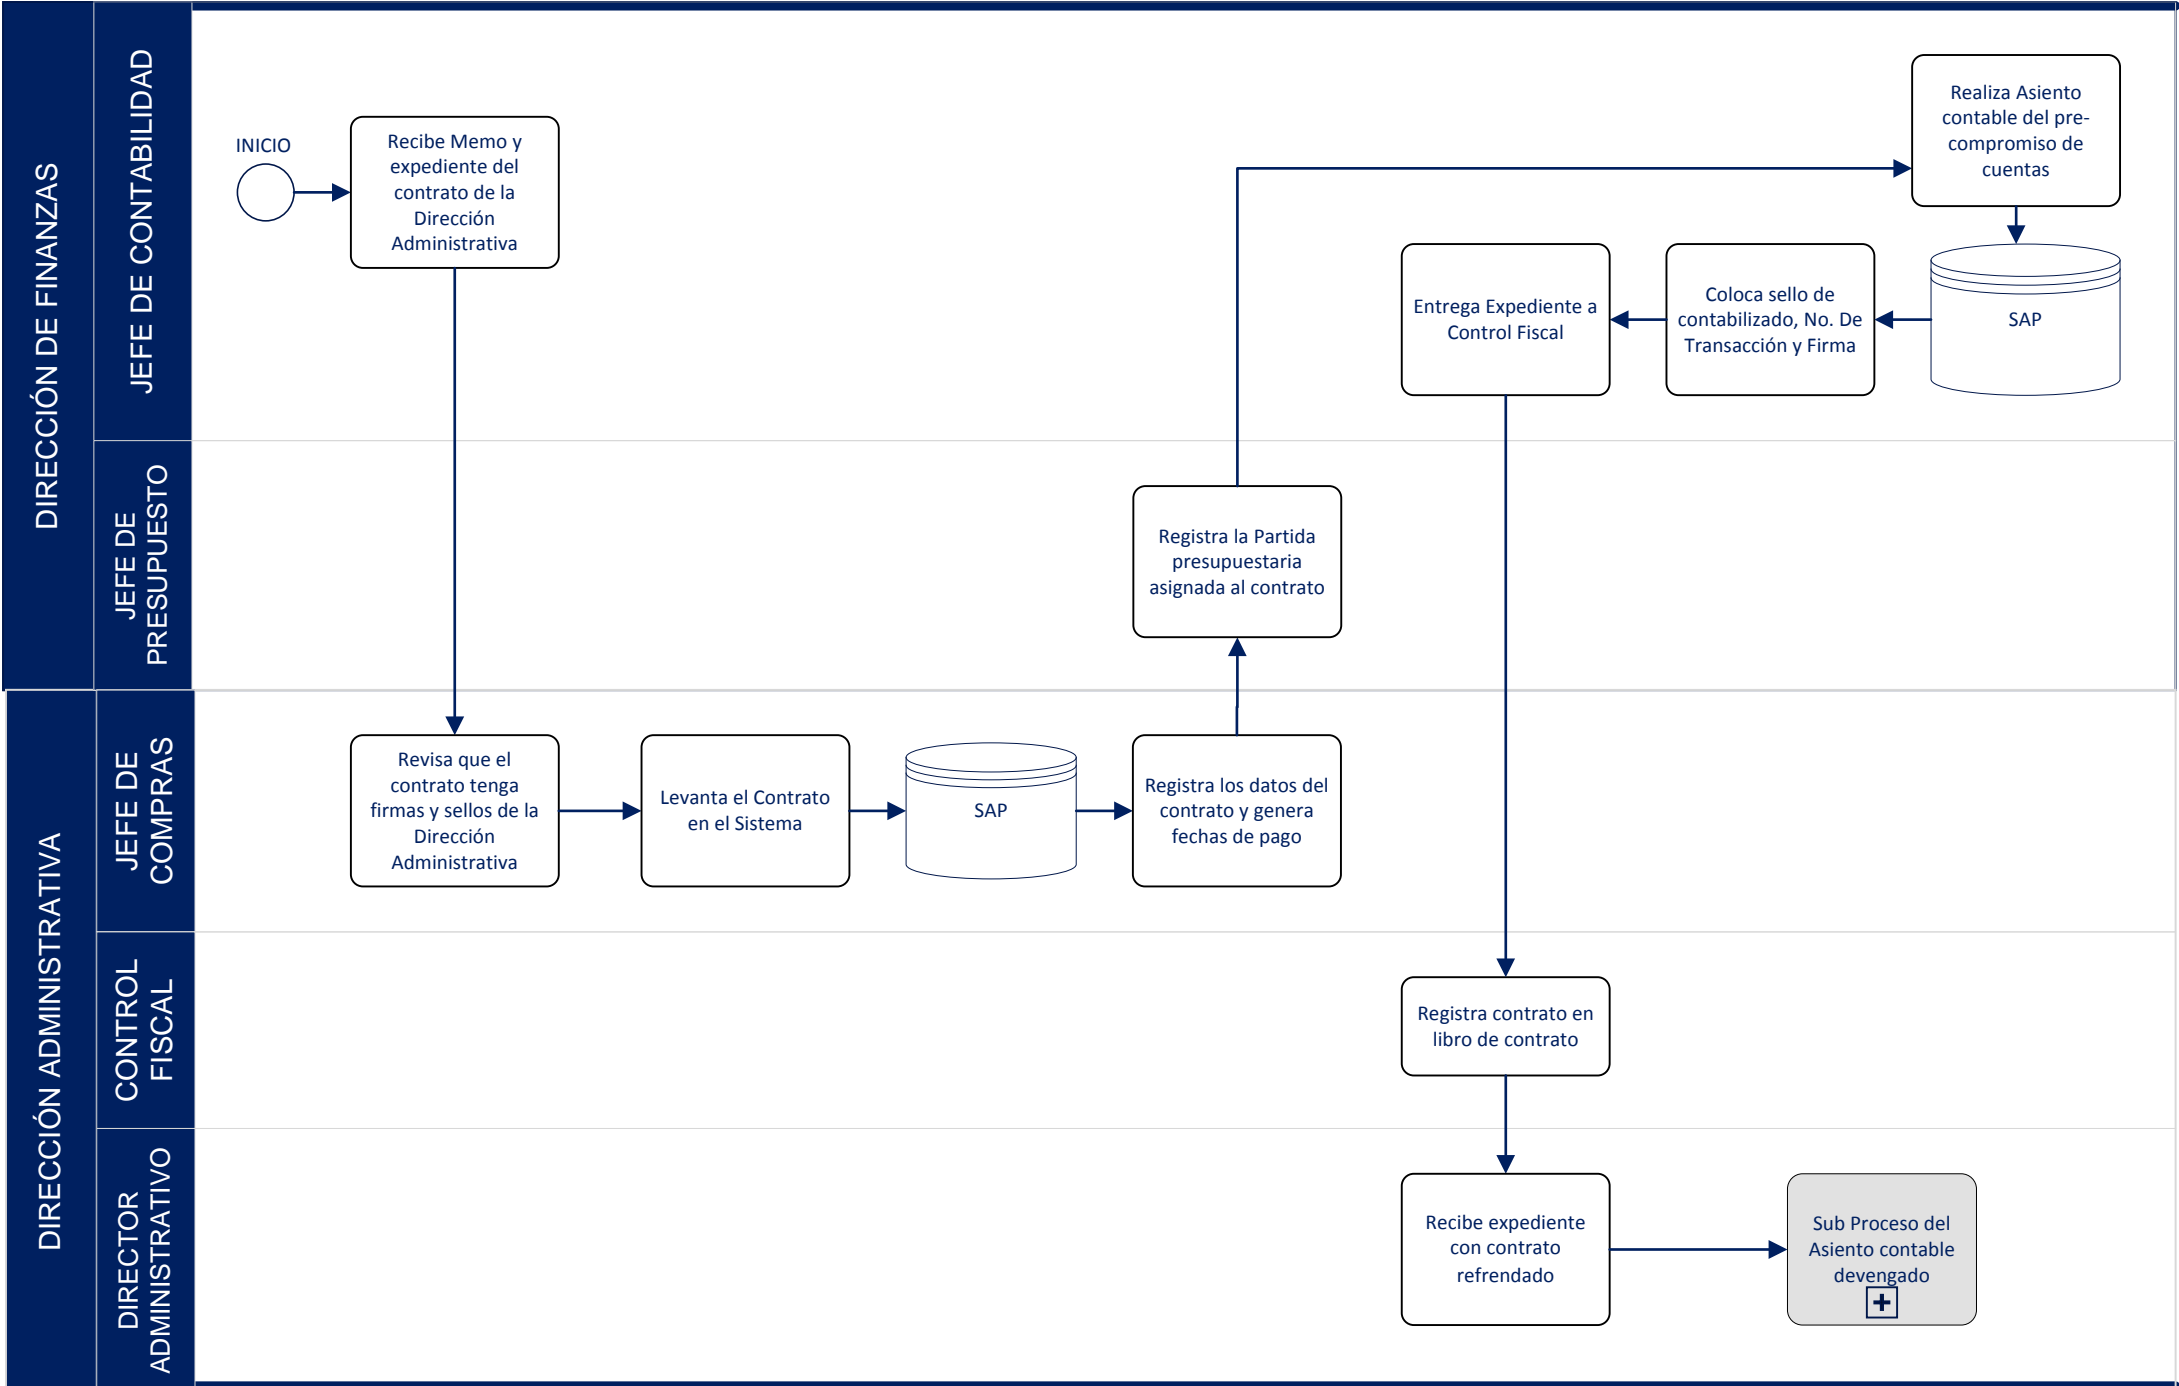 DIRECCIÓN DE FINANZAS
JEFE DE CONTABILIDAD
INICIO
Recibe Memo y
expediente del
contrato de la
Dirección
Administrativa
Realiza Asiento
contable del pre-
compromiso de
cuentas
SAP
Coloca sello de
contabilizado, No. De
Transacción y Firma
Entrega Expediente a
Control Fiscal
JEFE DE
PRESUPUESTO
Registra la Partida
presupuestaria
asignada al contrato
DIRECCIÓN ADMINISTRATIVA
JEFE DE
COMPRAS
Revisa que el
contrato tenga
firmas y sellos de la
Dirección
Administrativa
Levanta el Contrato
en el Sistema
SAP
Registra los datos del
contrato y genera
fechas de pago
CONTROL
FISCAL
Registra contrato en
libro de contrato
DIRECTOR
ADMINISTRATIVO
Recibe expediente
con contrato
refrendado
Sub Proceso del
Asiento contable
devengado